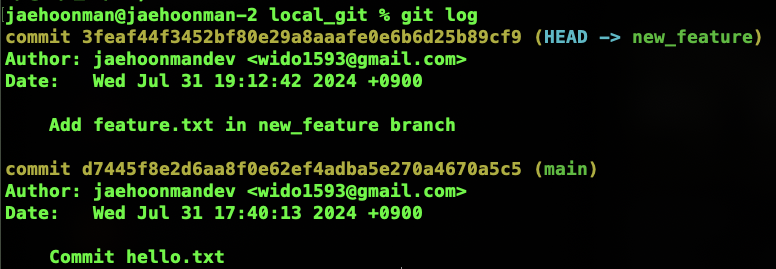 jaehoonman@jaehoonman-2 local_git % git log
commit 3feaf44f3452bf80e29a8aaafe0e6b6d25b89cf9 (HEAD -> new_feature)
Author: jaehoonmandev <wido1593@gmail.com>
Date:   Wed Jul 31 19:12:42 2024 +0900
    Add feature.txt in new_feature branch
commit d7445f8e2d6aa8f0e62ef4adba5e270a4670a5c5 (main)
Author: jaehoonmandev <wido1593@gmail.com>
Date:   Wed Jul 31 17:40:13 2024 +0900
    Commit hello.txt